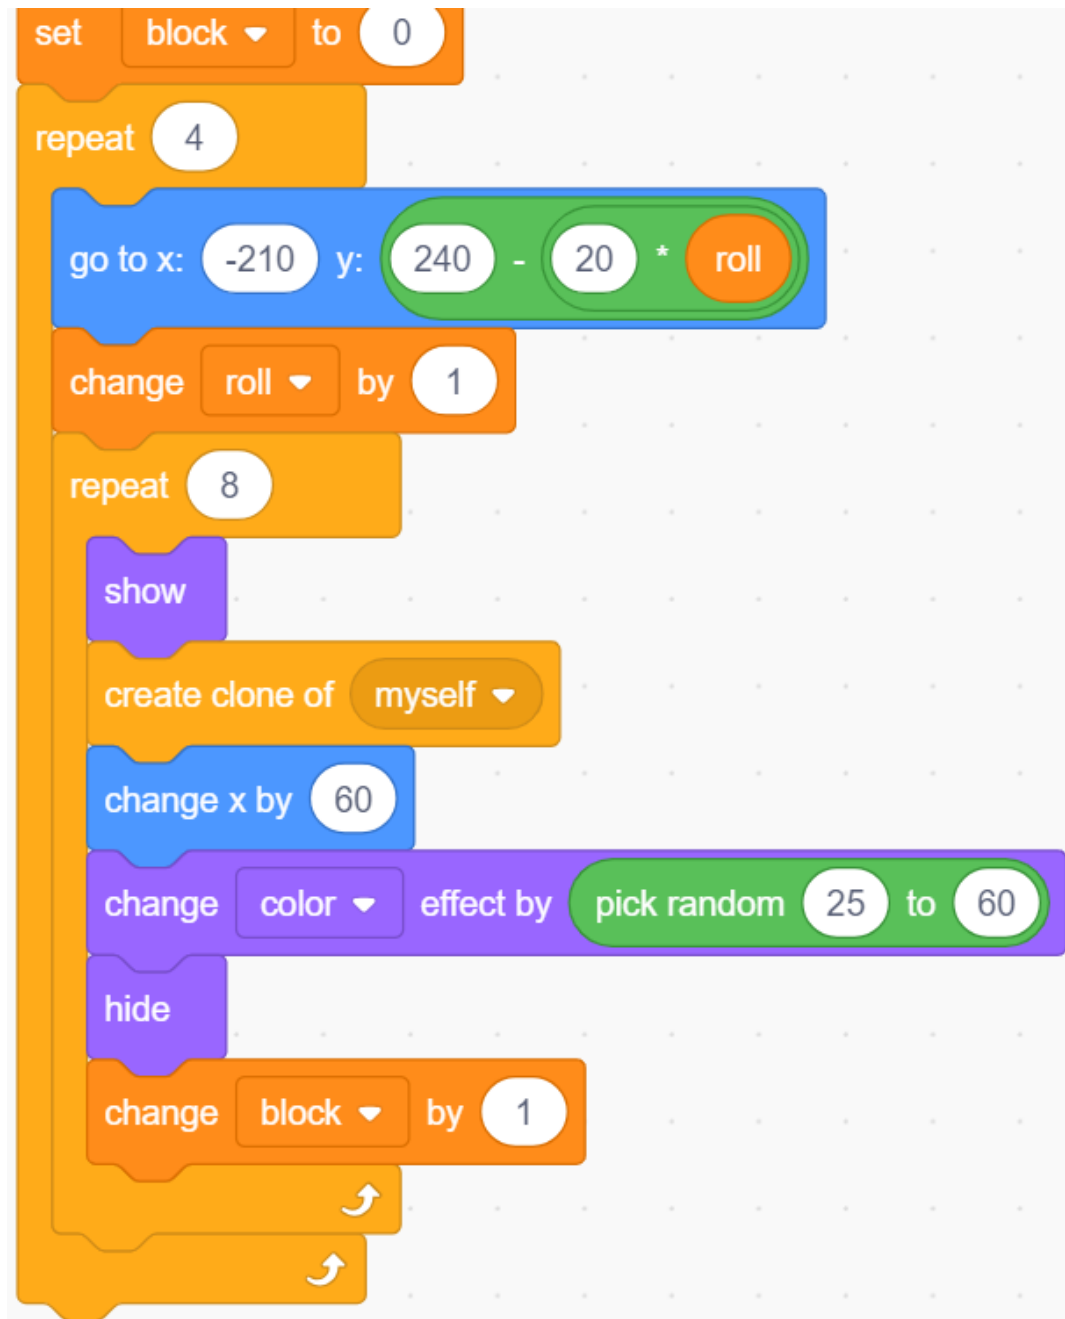 set block to 0
repeat 4
go to x: -210 y: 240 - 20 * roll
change roll by 1
repeat 8
show
create clone of myself
change x by 60
change color effect by pick random 25 to 60
hide
change block by 1